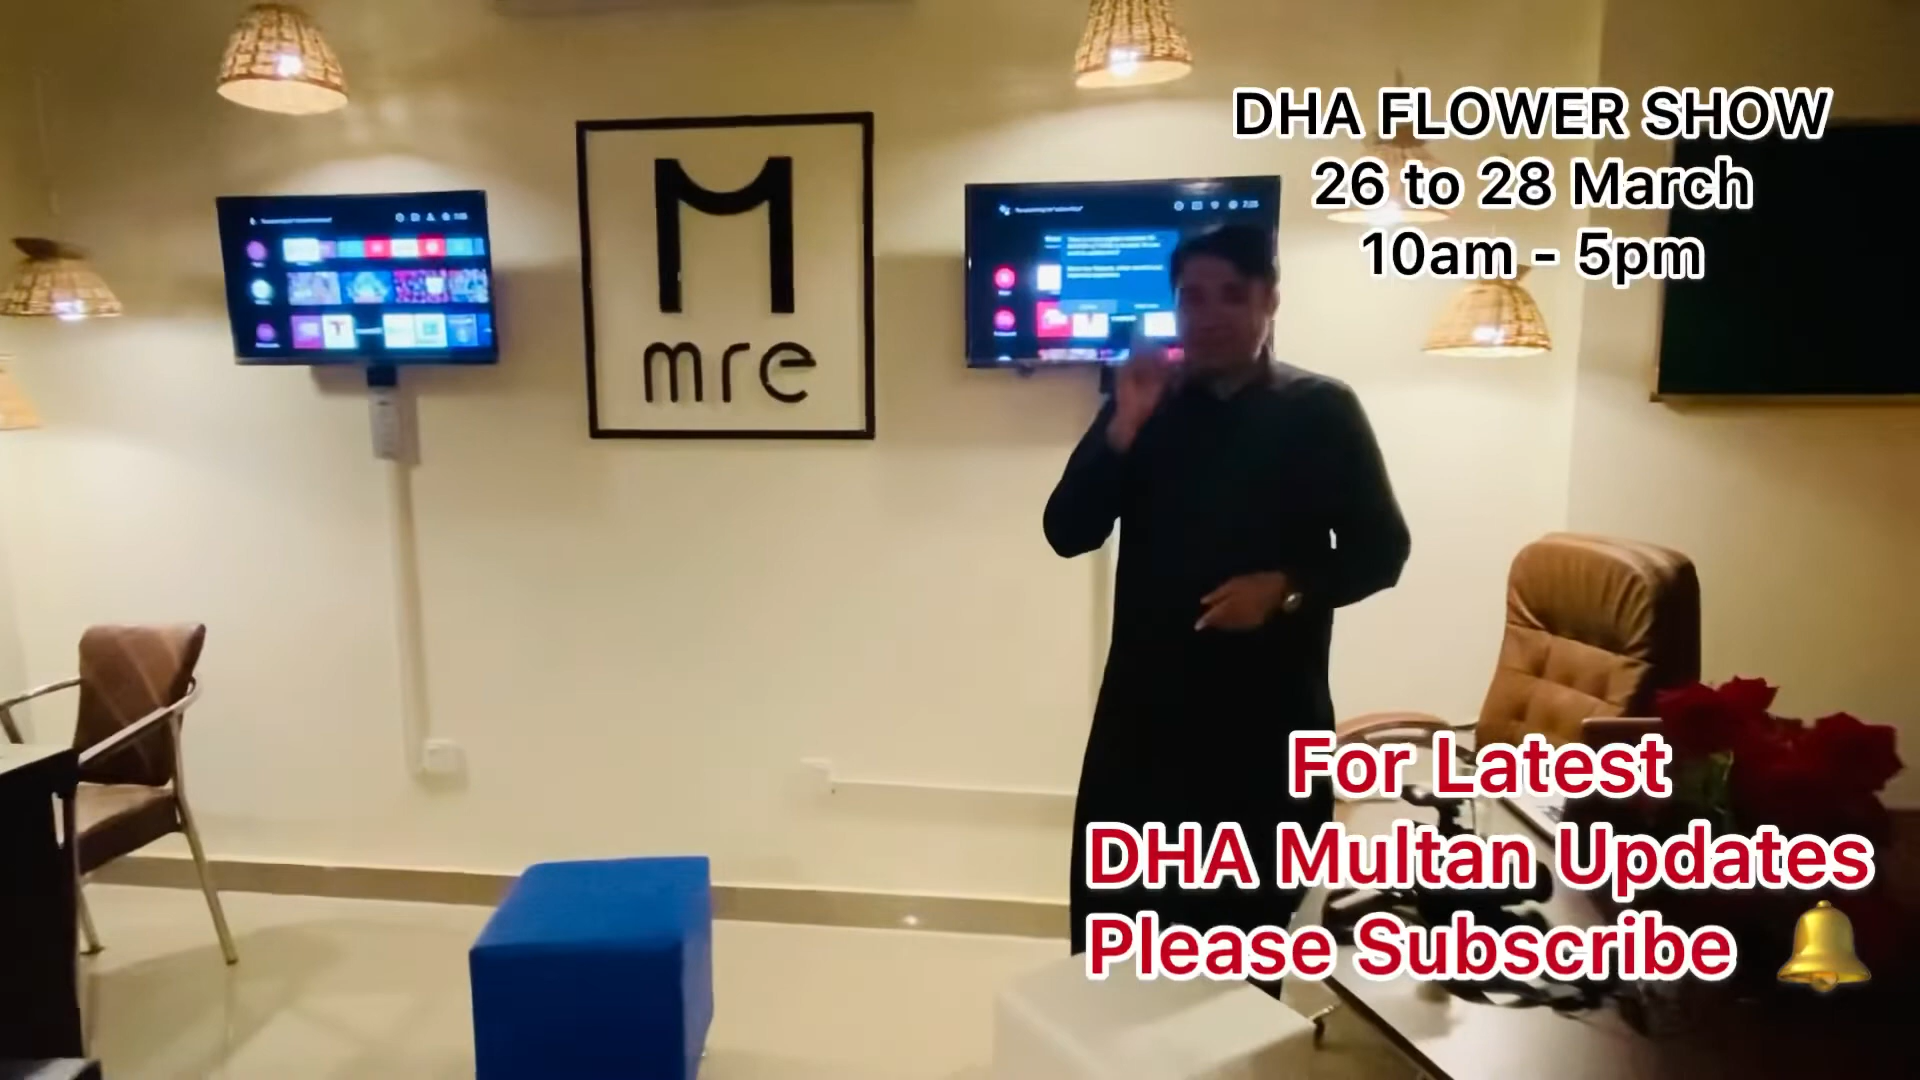 DHA FLOWER SHOW
26 to 28 March
10am - 5pm
M
mre
For Latest
DHA Multan Updates
Please Subscribe 🔔